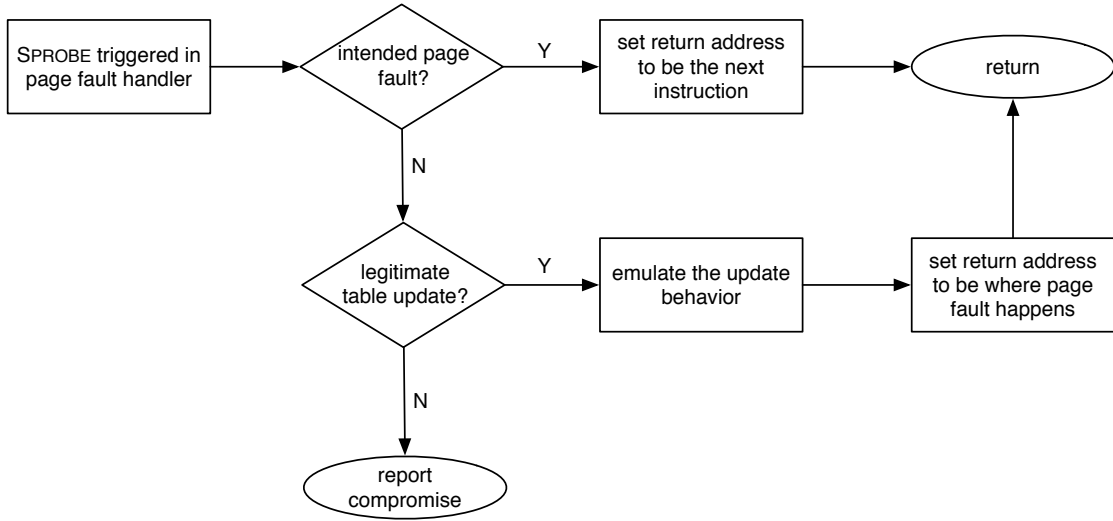 SPROBE triggered in
page fault handler
intended page
fault?
Y
set return address
to be the next
instruction
return
N
legitimate
table update?
Y
emulate the update
behavior
set return address
to be where page
fault happens
N
report
compromise